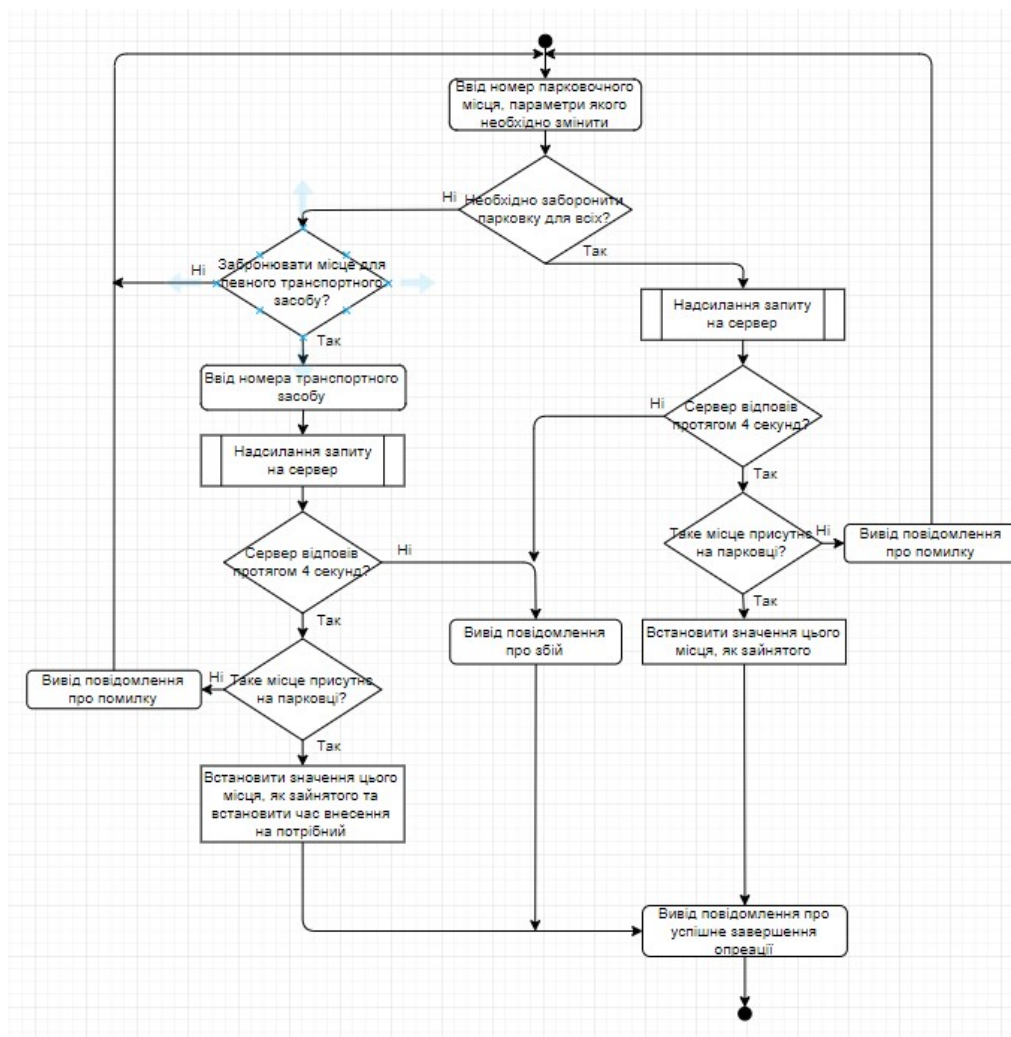 Ввід номер парковочного
місця, параметри якого
необхідно змінити
Необхідно заборонити
парковку для всіх?
Ні
Так
Забронювати місце для
певного транспортного
засобу?
Ні
Так
Надсилання запиту
на сервер
Ввід номера транспортного
засобу
Сервер відповів
протягом 4 секунд?
Ні
Так
Надсилання запиту
на сервер
Таке місце присутнє
на парковці?
Ні
Так
Вивід повідомлення
про помилку
Сервер відповів
протягом 4 секунд?
Ні
Так
Вивід повідомлення
про збій
Встановити значення цього
місця, як зайнятого
Таке місце присутнє
на парковці?
Ні
Так
Вивід повідомлення
про помилку
Встановити значення цього
місця, як зайнятого та
встановити час внесення
на потрібний
Вивід повідомлення про
успішне завершення
опреації